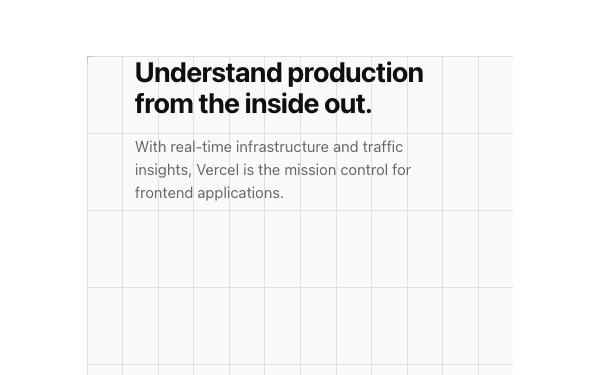 Understand production
from the inside out.
With real-time infrastructure and traffic
insights, Vercel is the mission control for
frontend applications.